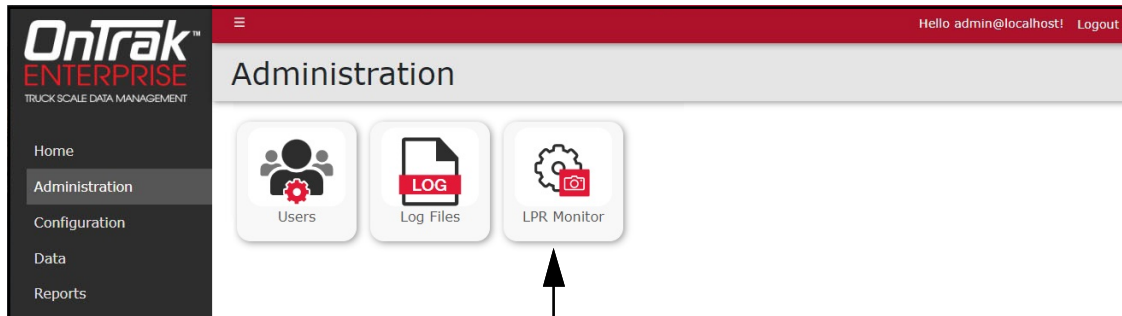 OnTrak™
ENTERPRISE
TRUCK SCALE DATA MANAGEMENT
☰ Hello admin@localhost! Logout
Administration
Home
Administration
Configuration
Data
Reports
Users
LOG
Log Files
LPR Monitor